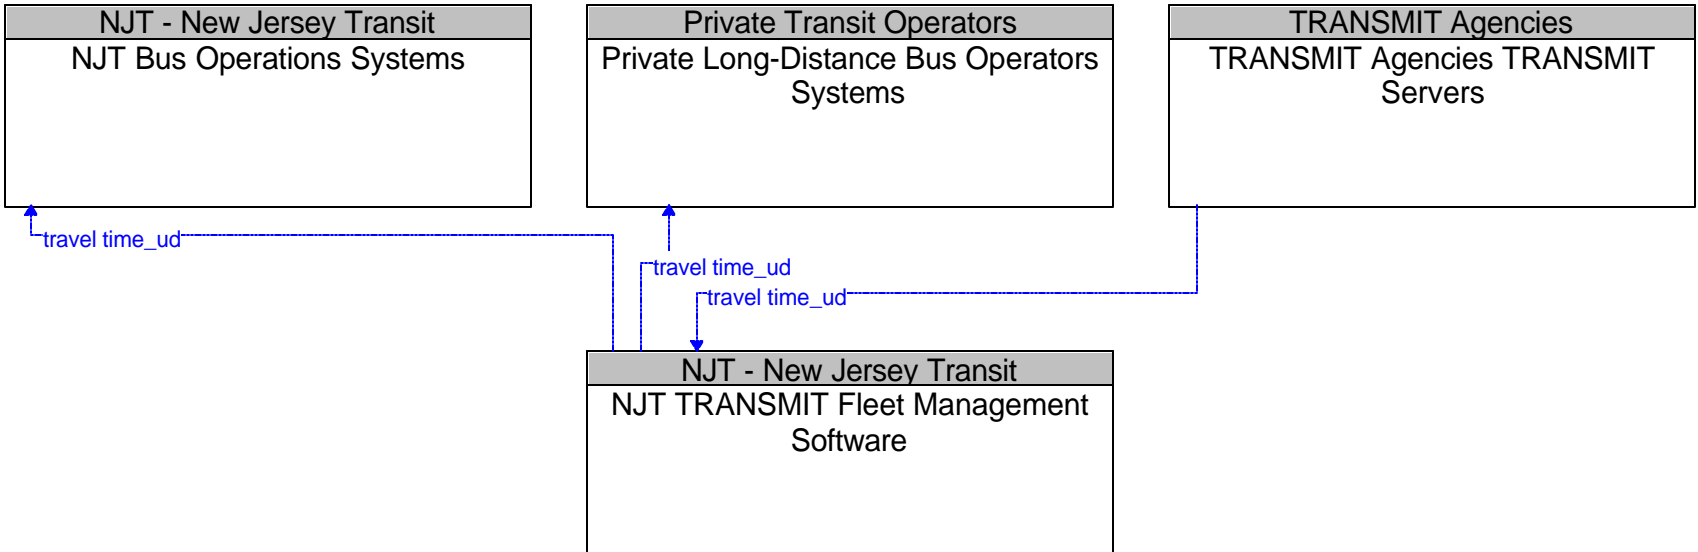 NJT - New Jersey Transit
NJT Bus Operations Systems
Private Transit Operators
Private Long-Distance Bus Operators
Systems
TRANSMIT Agencies
TRANSMIT Agencies TRANSMIT
Servers
travel time_ud
travel time_ud
travel time_ud
NJT - New Jersey Transit
NJT TRANSMIT Fleet Management
Software